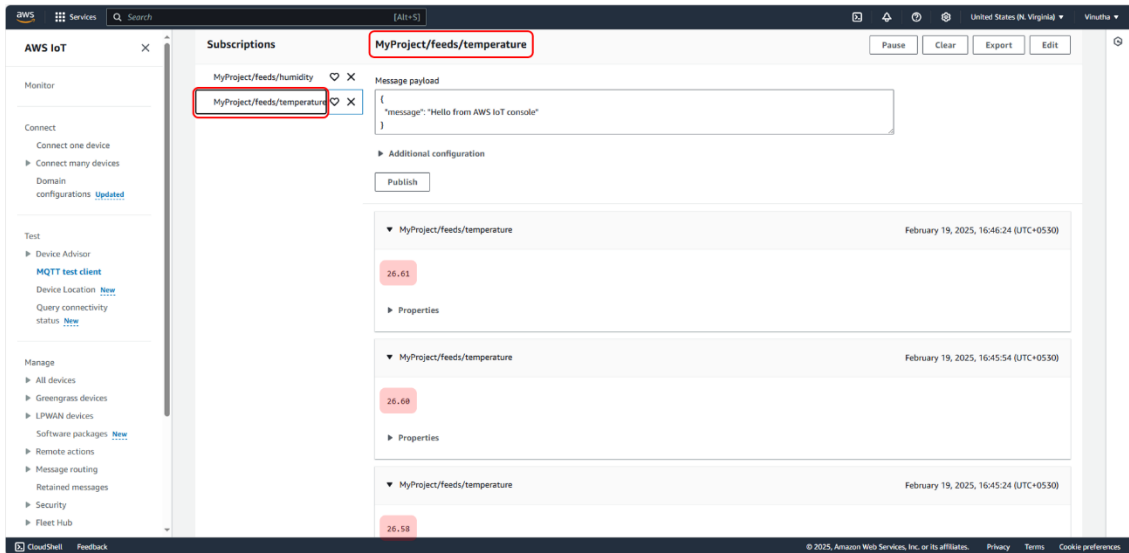 aws Services Search [Alt+S] United States (N. Virginia) Vinutha
AWS IoT
Monitor
Connect
Connect one device
Connect many devices
Domain
configurations Updated
Test
Device Advisor
MQTT test client
Device Location New
Query connectivity
status New
Manage
All devices
Greengrass devices
LPWAN devices
Software packages New
Remote actions
Message routing
Retained messages
Security
Fleet Hub
Subscriptions
MyProject/feeds/humidity
MyProject/feeds/temperature
MyProject/feeds/temperature Pause Clear Export Edit
Message payload
{
"message": "Hello from AWS IoT console"
}
Additional configuration
Publish
MyProject/feeds/temperature February 19, 2025, 16:46:24 (UTC+0530)
26.61
Properties
MyProject/feeds/temperature February 19, 2025, 16:45:54 (UTC+0530)
26.60
Properties
MyProject/feeds/temperature February 19, 2025, 16:45:24 (UTC+0530)
26.58
CloudShell Feedback © 2025, Amazon Web Services, Inc. or its affiliates. Privacy Terms Cookie preferences